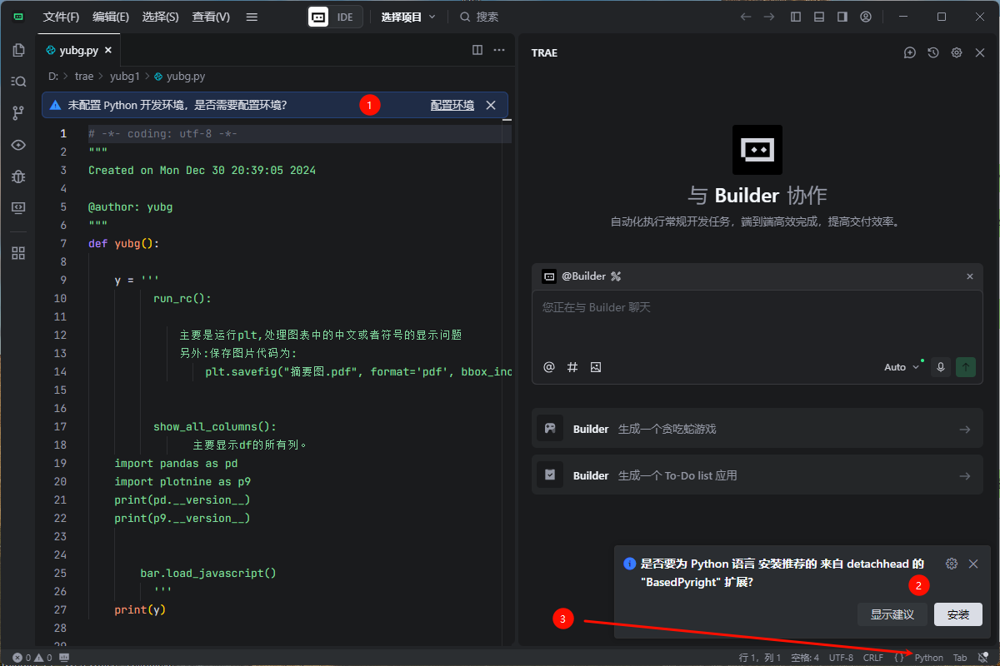 文件(F) 编辑(E) 选择(S) 查看(V) IDE 选择项目 搜索
yubg.py
D: > trae > yubg1 > yubg.py
未配置 Python 开发环境，是否需要配置环境? 1 配置环境
1 # -*- coding: utf-8 -*-
2 """
3 Created on Mon Dec 30 20:39:05 2024
4
5 @author: yubg
6 """
7 def yubg():
8
9 y = '''
10 run_rc():
11
12 主要是运行plt,处理图表中的中文或者符号的显示问题
13 另外:保存图片代码为:
14 plt.savefig("摘要图.pdf", format='pdf', bbox_inc
15
16
17 show_all_columns():
18 主要显示df的所有列。
19 import pandas as pd
20 import plotnine as p9
21 print(pd.__version__)
22 print(p9.__version__)
23
24
25 bar.load_javascript()
26 '''
27 print(y)
28
29
TRAE
与 Builder 协作
自动化执行常规开发任务，端到端高效完成，提高交付效率。
@Builder
您正在与 Builder 聊天
@ # Auto
Builder 生成一个贪吃蛇游戏
Builder 生成一个 To-Do list 应用
是否要为 Python 语言 安装推荐的 来自 detachhead 的
"BasedPyright" 扩展?
2
显示建议 安装
3
0 0 行 1，列 1 空格: 4 UTF-8 CRLF {} Python Tab